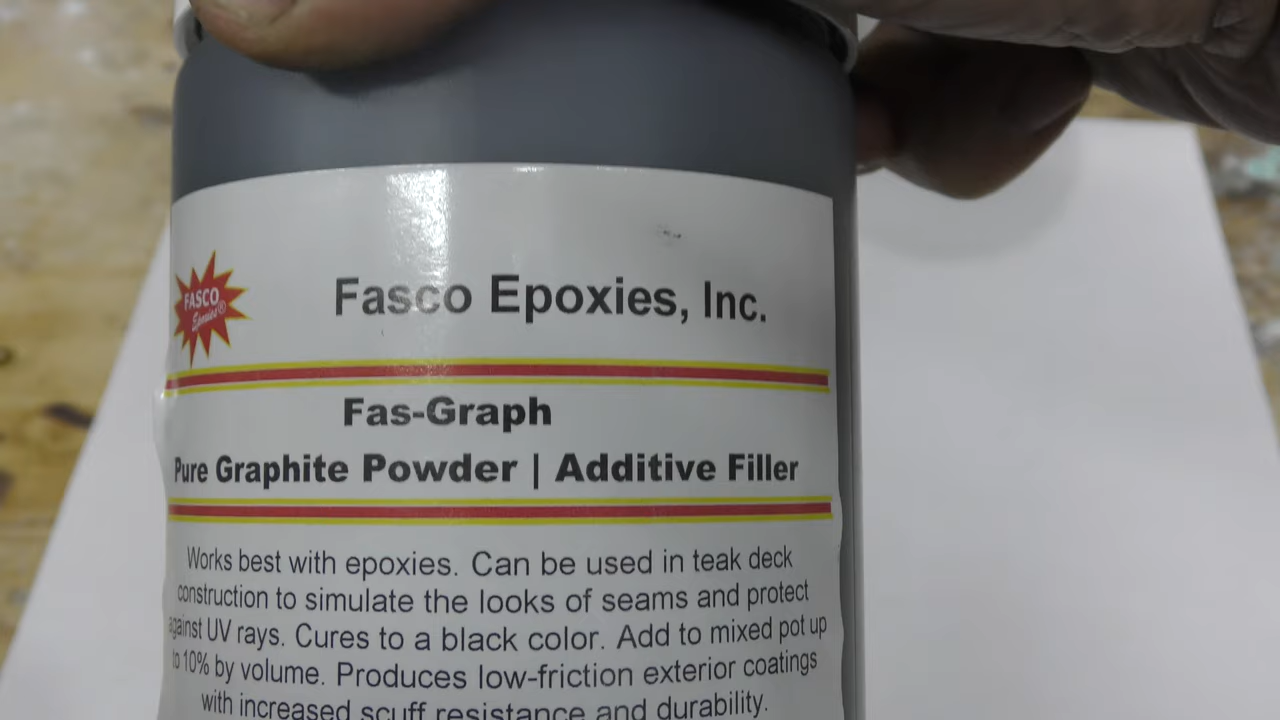 FASCO
Epoxies®
Fasco Epoxies, Inc.
Fas-Graph
Pure Graphite Powder | Additive Filler
Works best with epoxies. Can be used in teak deck
construction to simulate the looks of seams and protect
against UV rays. Cures to a black color. Add to mixed pot up
to 10% by volume. Produces low-friction exterior coatings
with increased scuff resistance and durability.